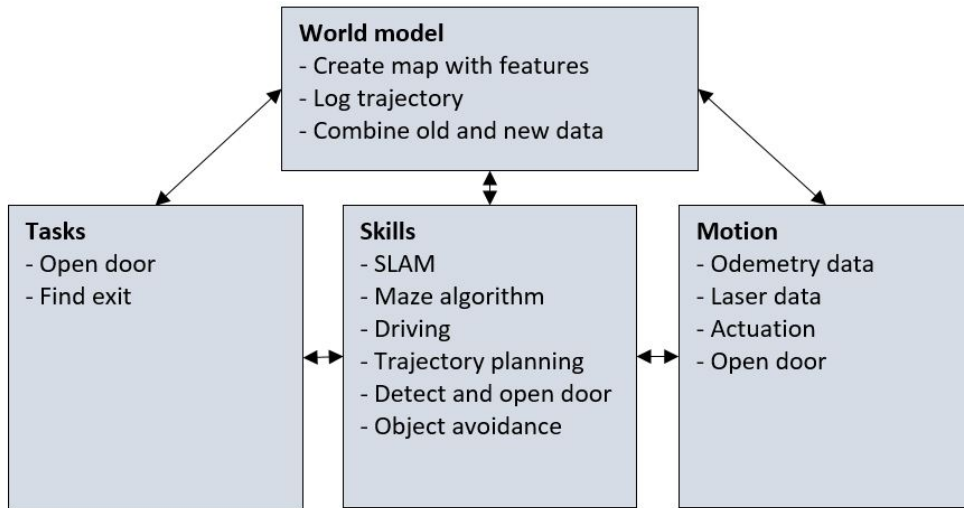 World model
- Create map with features
- Log trajectory
- Combine old and new data
Tasks
- Open door
- Find exit
Skills
- SLAM
- Maze algorithm
- Driving
- Trajectory planning
- Detect and open door
- Object avoidance
Motion
- Odemetry data
- Laser data
- Actuation
- Open door